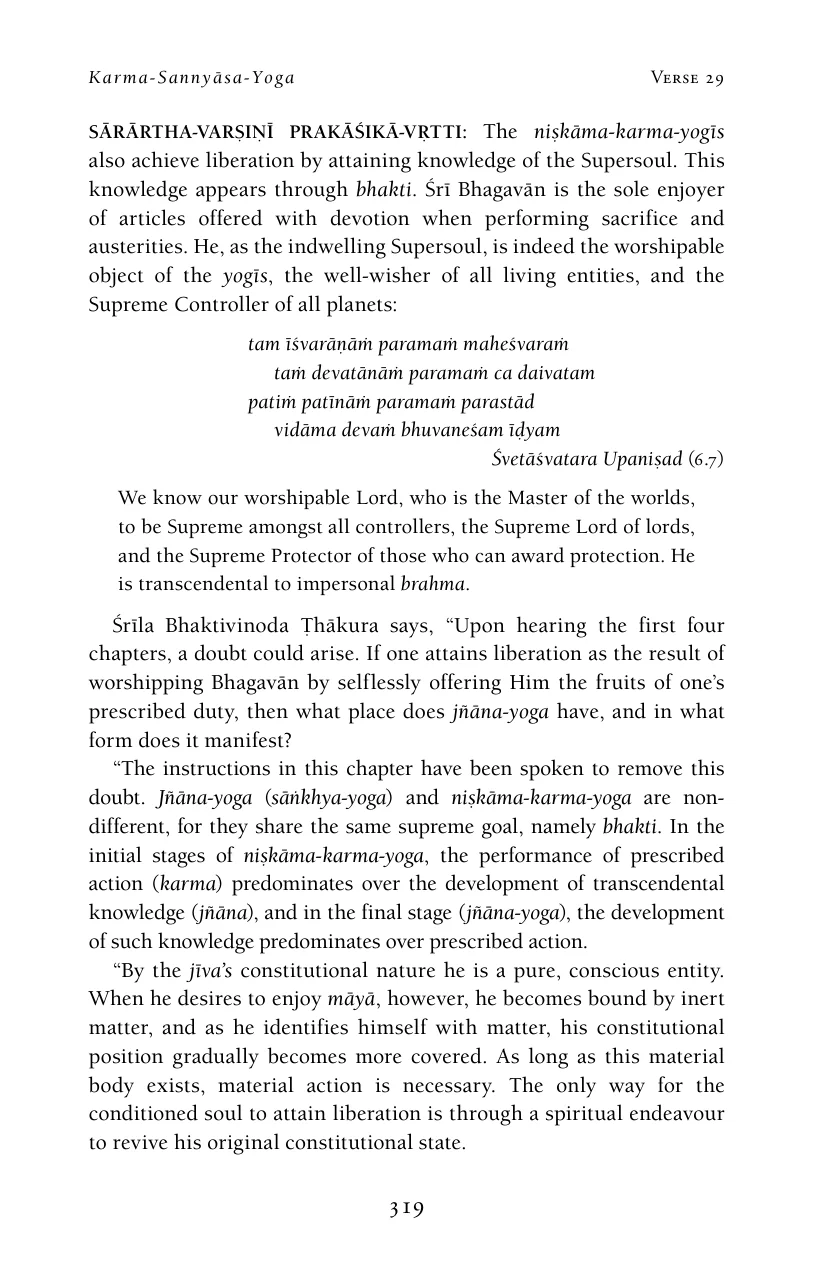 Karma-Sannyāsa-Yoga Verse 29
SĀRĀRTHA-VARṢIṆĪ PRAKĀŚIKĀ-VṚTTI: The niṣkāma-karma-yogīs
also achieve liberation by attaining knowledge of the Supersoul. This
knowledge appears through bhakti. Śrī Bhagavān is the sole enjoyer
of articles offered with devotion when performing sacrifice and
austerities. He, as the indwelling Supersoul, is indeed the worshipable
object of the yogīs, the well-wisher of all living entities, and the
Supreme Controller of all planets:
tam īśvarāṇāṁ paramaṁ maheśvaraṁ
taṁ devatānāṁ paramaṁ ca daivatam
patiṁ patīnāṁ paramaṁ parastād
vidāma devaṁ bhuvaneśam īḍyam
Śvetāśvatara Upaniṣad (6.7)
We know our worshipable Lord, who is the Master of the worlds,
to be Supreme amongst all controllers, the Supreme Lord of lords,
and the Supreme Protector of those who can award protection. He
is transcendental to impersonal brahma.
Śrīla Bhaktivinoda Ṭhākura says, “Upon hearing the first four
chapters, a doubt could arise. If one attains liberation as the result of
worshipping Bhagavān by selflessly offering Him the fruits of one’s
prescribed duty, then what place does jñāna-yoga have, and in what
form does it manifest?
“The instructions in this chapter have been spoken to remove this
doubt. Jñāna-yoga (sāṅkhya-yoga) and niṣkāma-karma-yoga are non-
different, for they share the same supreme goal, namely bhakti. In the
initial stages of niṣkāma-karma-yoga, the performance of prescribed
action (karma) predominates over the development of transcendental
knowledge (jñāna), and in the final stage (jñāna-yoga), the development
of such knowledge predominates over prescribed action.
“By the jīva’s constitutional nature he is a pure, conscious entity.
When he desires to enjoy māyā, however, he becomes bound by inert
matter, and as he identifies himself with matter, his constitutional
position gradually becomes more covered. As long as this material
body exists, material action is necessary. The only way for the
conditioned soul to attain liberation is through a spiritual endeavour
to revive his original constitutional state.
319